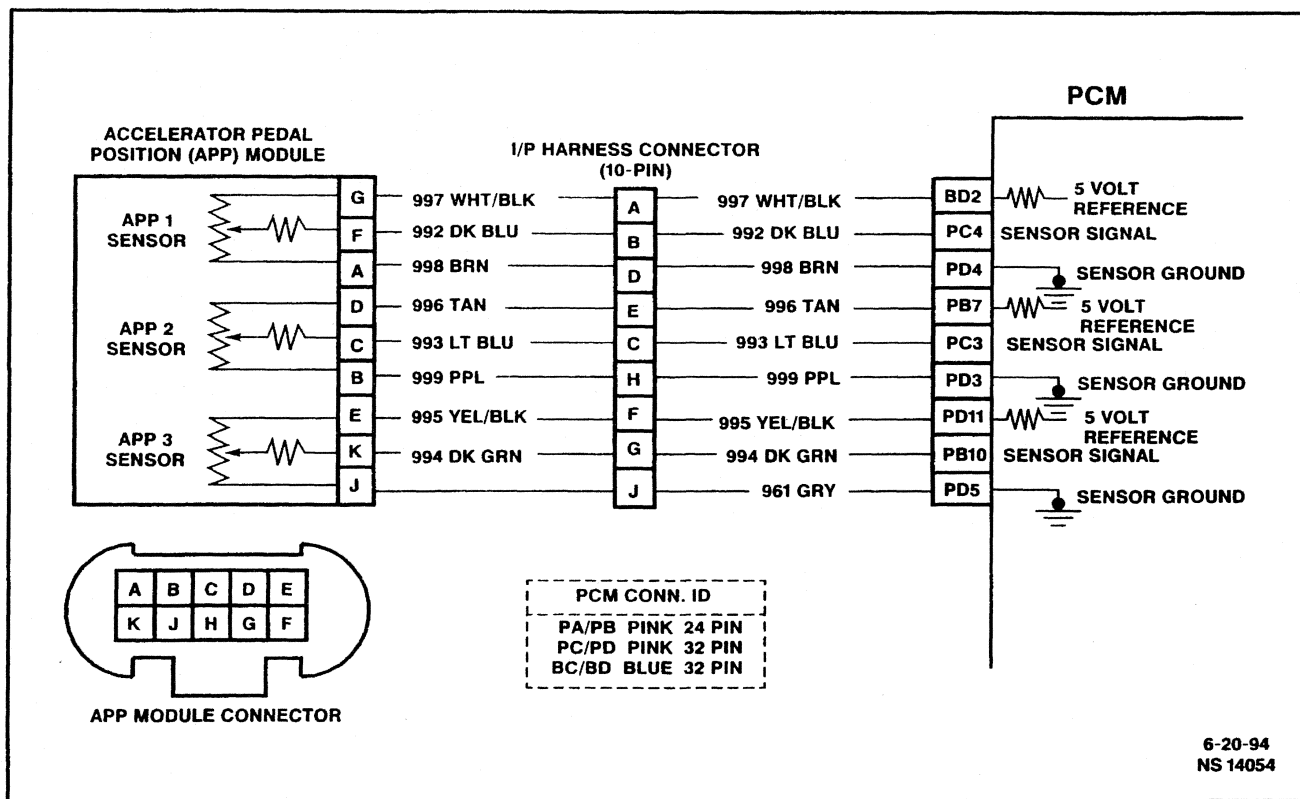 PCM
ACCELERATOR PEDAL
POSITION (APP) MODULE
I/P HARNESS CONNECTOR
(10-PIN)
APP 1
SENSOR
G 997 WHT/BLK A 997 WHT/BLK BD2 5 VOLT
REFERENCE
F 992 DK BLU B 992 DK BLU PC4 SENSOR SIGNAL
A 998 BRN D 998 BRN PD4 SENSOR GROUND
APP 2
SENSOR
D 996 TAN E 996 TAN PB7 5 VOLT
REFERENCE
C 993 LT BLU C 993 LT BLU PC3 SENSOR SIGNAL
B 999 PPL H 999 PPL PD3 SENSOR GROUND
APP 3
SENSOR
E 995 YEL/BLK F 995 YEL/BLK PD11 5 VOLT
REFERENCE
K 994 DK GRN G 994 DK GRN PB10 SENSOR SIGNAL
J J 961 GRY PD5 SENSOR GROUND
A B C D E
K J H G F
APP MODULE CONNECTOR
PCM CONN. ID
PA/PB PINK 24 PIN
PC/PD PINK 32 PIN
BC/BD BLUE 32 PIN
6-20-94
NS 14054